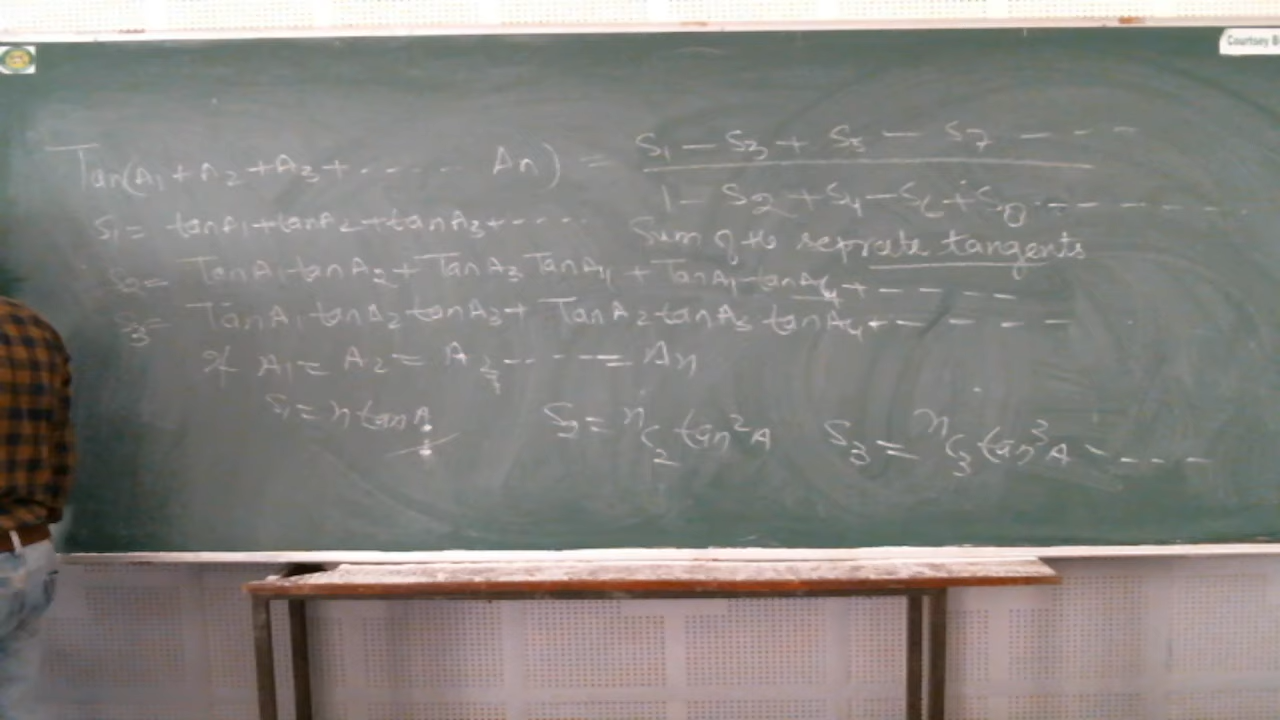 Courtsey B
Tan(A₁ + A₂ + A₃ + ...... An) = (S₁ – S₃ + S₅ – S₇ - - - -) / (1 – S₂ + S₄ – S₆ + S₈ - - - - - -)
S₁ = tanA₁ + tanA₂ + tanA₃ + ..... Sum of the seprate tangents
S₂ = TanA₁ tanA₂ + TanA₃ TanA₄ + TanA₁ tanA₄ + - - - - -
S₃ = TanA₁ tanA₂ tanA₃ + TanA₂ tanA₃ tanA₄ - - - - -
If A₁ = A₂ = A₃ ----- = An
S₁ = n tanA S₂ = ⁿC₂ tan²A S₃ = ⁿC₃ tan³A - - - -